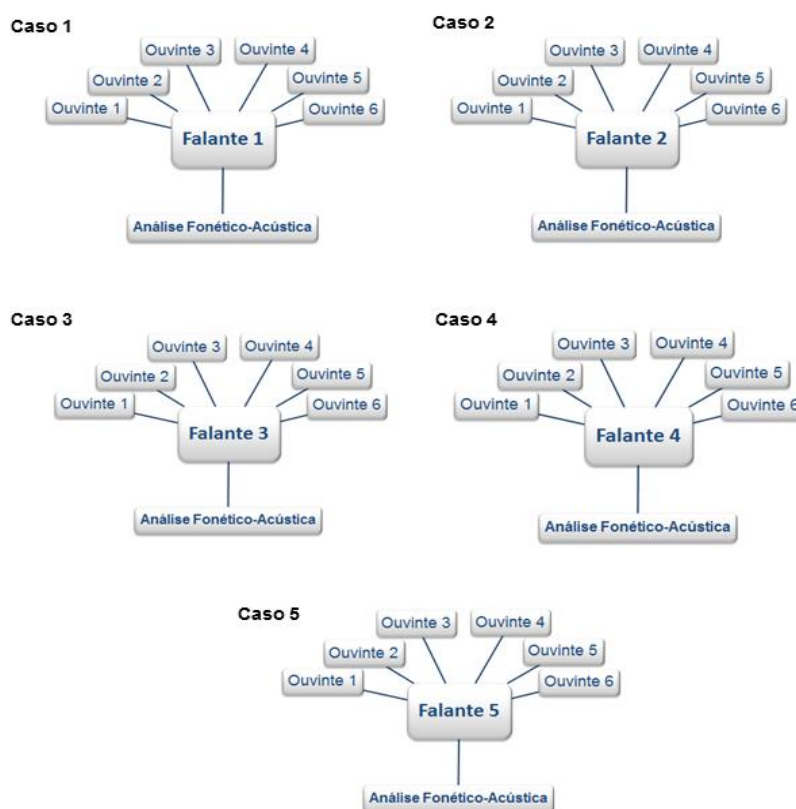 Caso 1
Ouvinte 3
Ouvinte 4
Ouvinte 2
Ouvinte 5
Ouvinte 1
Ouvinte 6
Falante 1
Análise Fonético-Acústica
Caso 2
Ouvinte 3
Ouvinte 4
Ouvinte 2
Ouvinte 5
Ouvinte 1
Ouvinte 6
Falante 2
Análise Fonético-Acústica
Caso 3
Ouvinte 3
Ouvinte 4
Ouvinte 2
Ouvinte 5
Ouvinte 1
Ouvinte 6
Falante 3
Análise Fonético-Acústica
Caso 4
Ouvinte 3
Ouvinte 4
Ouvinte 2
Ouvinte 5
Ouvinte 1
Ouvinte 6
Falante 4
Análise Fonético-Acústica
Caso 5
Ouvinte 3
Ouvinte 4
Ouvinte 2
Ouvinte 5
Ouvinte 1
Ouvinte 6
Falante 5
Análise Fonético-Acústica